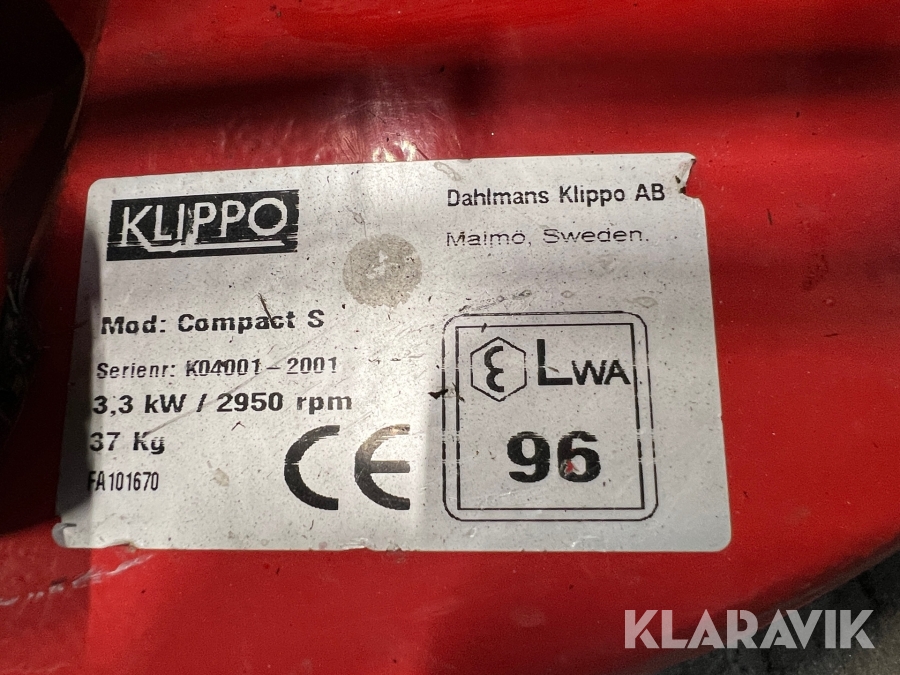 KLIPPO
Dahlmans Klippo AB
Malmö, Sweden.
Mod: Compact S
Serienr: K04001-2001
3,3 kW / 2950 rpm
37 Kg
FA101670
CE
LWA
96
KLARAVIK